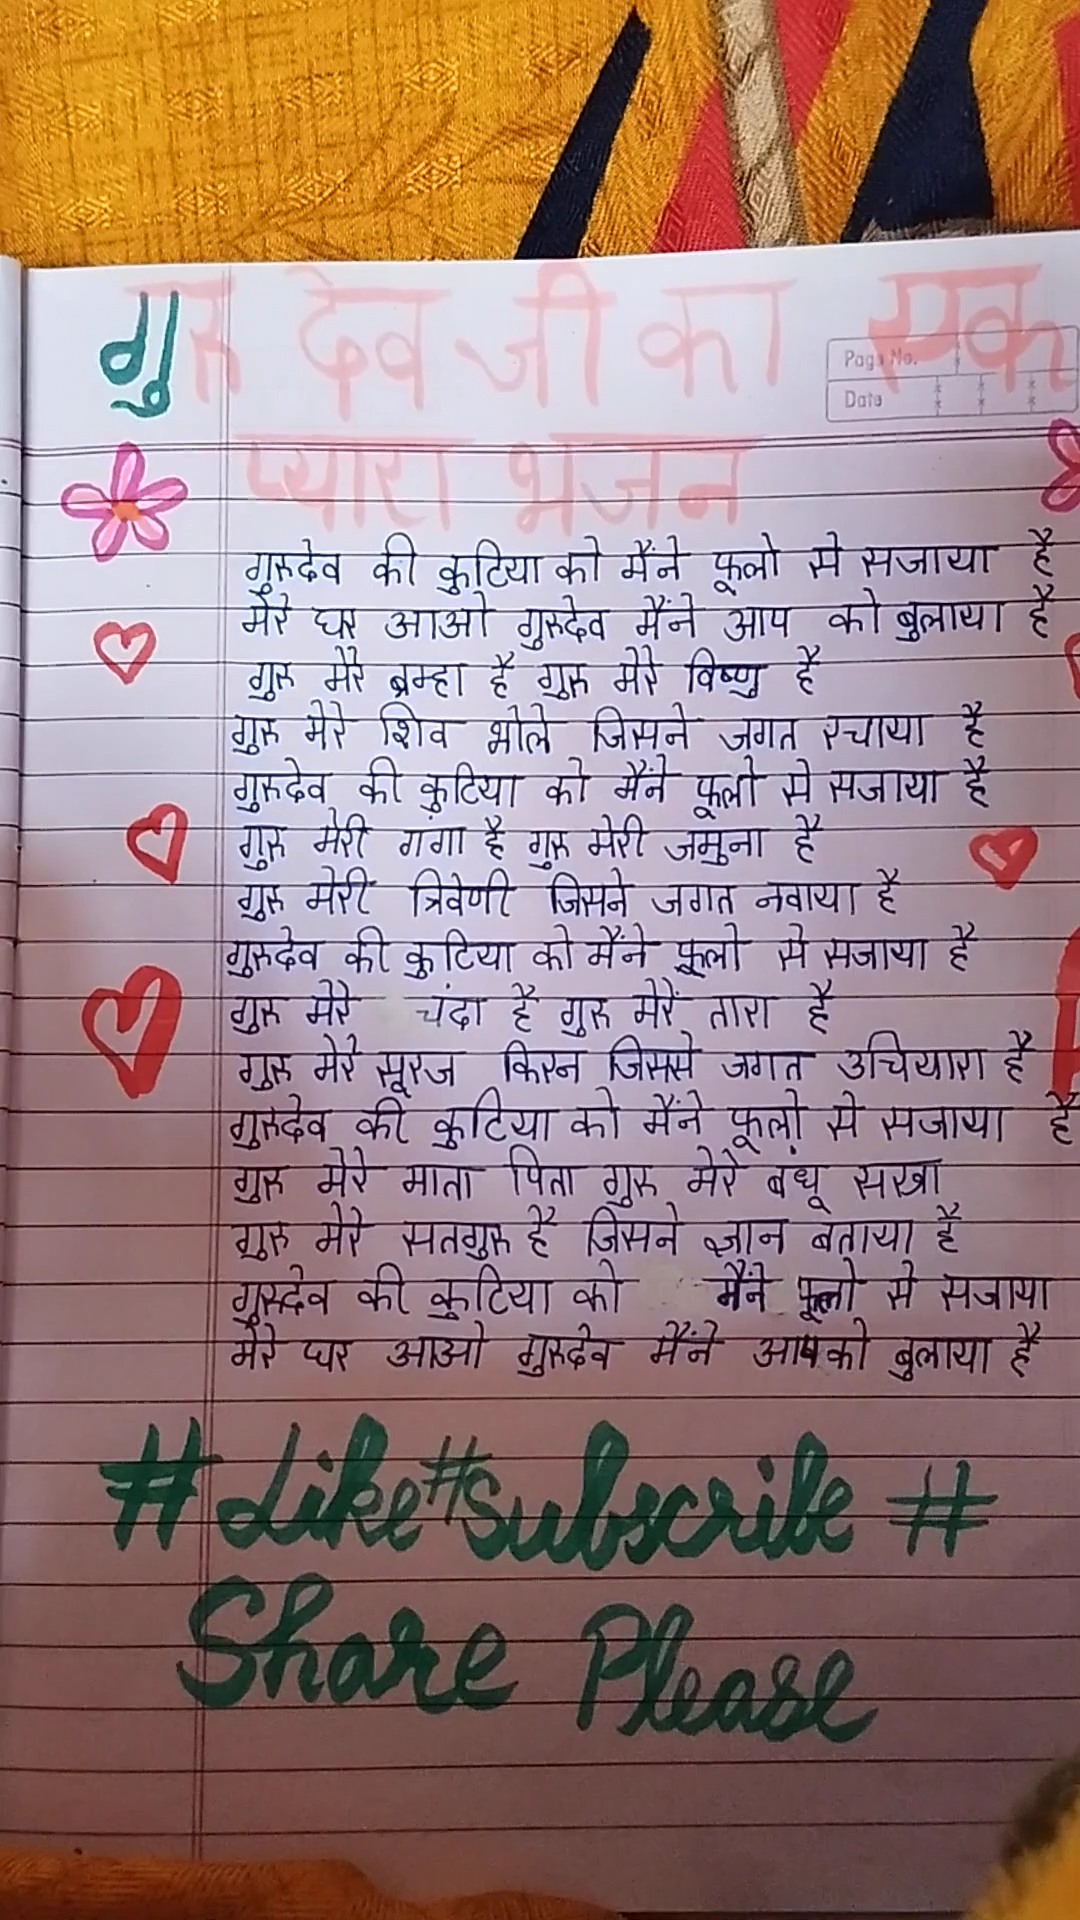 गुरु देव जी का एक
Page No.
Date
प्यारा भजन
गुरुदेव की कुटिया को मैंने फूलो से सजाया है
मेरे घर आओ गुरुदेव मैंने आप को बुलाया है
गुरु मेरे ब्रम्हा है गुरु मेरे विष्णु है
गुरु मेरे शिव भोले जिसने जगत रचाया है
गुरुदेव की कुटिया को मैंने फूलो से सजाया है
गुरु मेरी गंगा है गुरु मेरी जमुना है
गुरु मेरी त्रिवेणी जिसने जगत नवाया है
गुरुदेव की कुटिया को मैंने फूलो से सजाया है
गुरु मेरे चंदा है गुरु मेरे तारा है
गुरु मेरे सूरज किरन जिससे जगत उचियारा है
गुरुदेव की कुटिया को मैंने फूलो से सजाया है
गुरु मेरे माता पिता गुरु मेरे बंधू सखा
गुरु मेरे सतगुरु है जिसने ज्ञान बताया है
गुरुदेव की कुटिया को मैंने फूलो से सजाया
मेरे घर आओ गुरुदेव मैंने आपको बुलाया है
#Like#subscribe #
Share Please